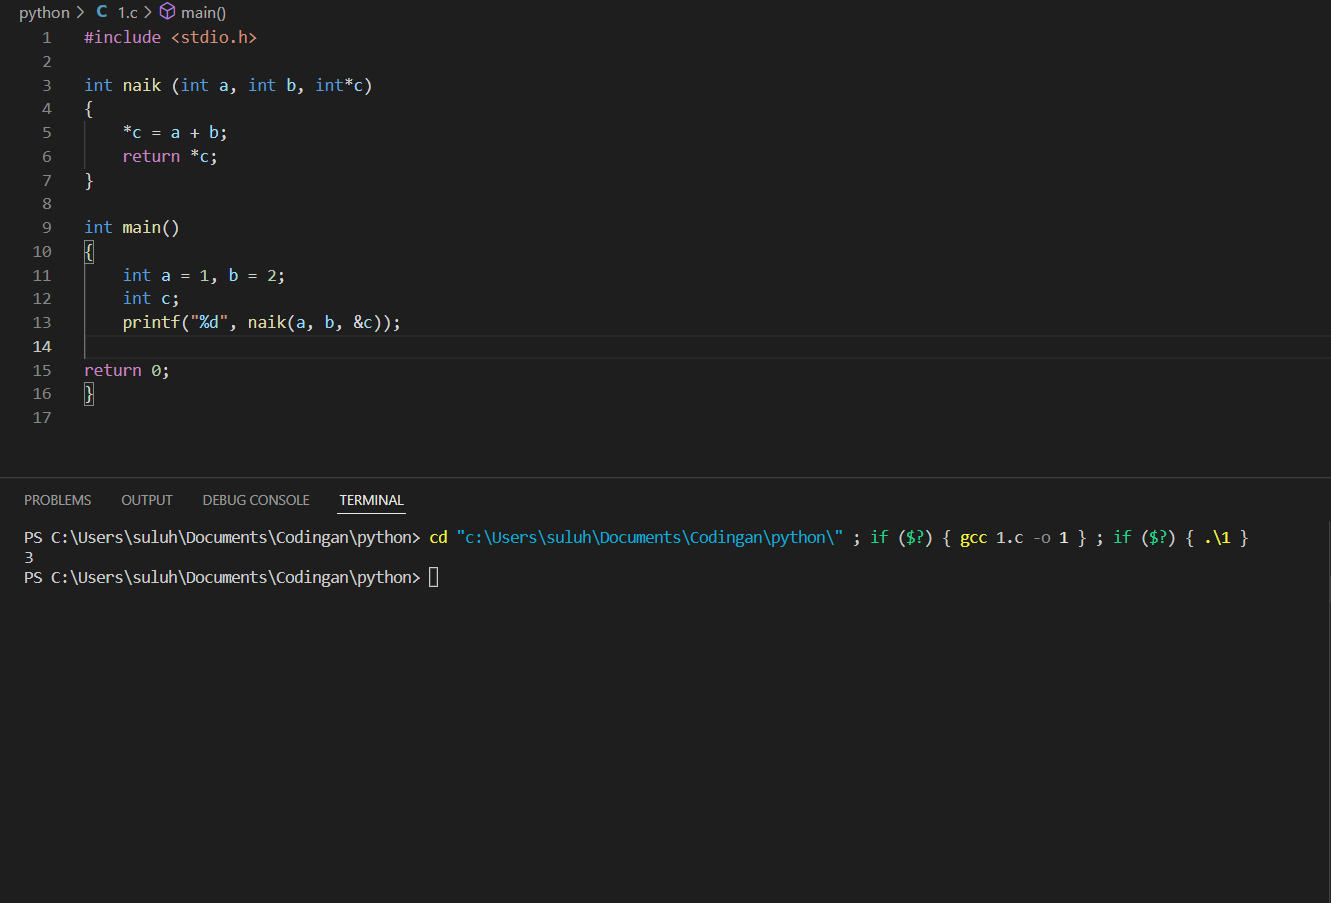 python > C 1.c > main()
1 #include <stdio.h>
2
3 int naik (int a, int b, int*c)
4 {
5     *c = a + b;
6     return *c;
7 }
8
9 int main()
10 {
11     int a = 1, b = 2;
12     int c;
13     printf("%d", naik(a, b, &c));
14
15 return 0;
16 }
17
PROBLEMS OUTPUT DEBUG CONSOLE TERMINAL
PS C:\Users\suluh\Documents\Codingan\python> cd "c:\Users\suluh\Documents\Codingan\python\" ; if ($?) { gcc 1.c -o 1 } ; if ($?) { .\1 }
3
PS C:\Users\suluh\Documents\Codingan\python>